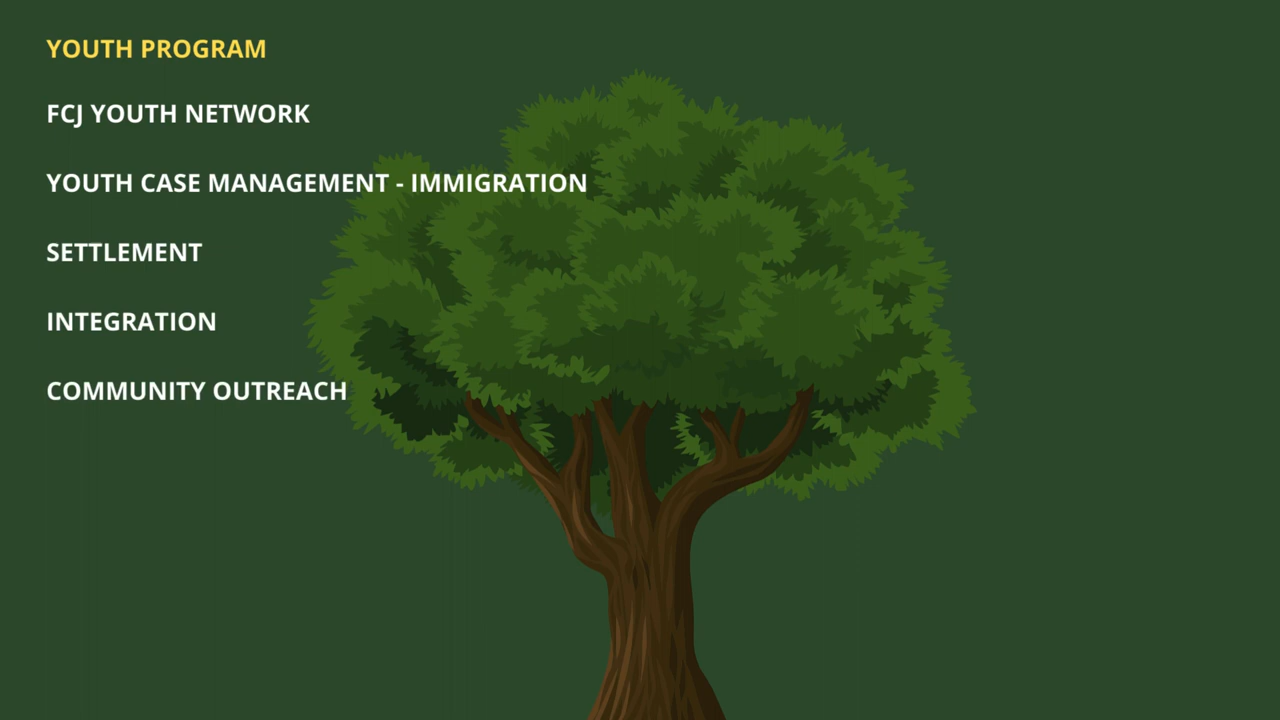 YOUTH PROGRAM
FCJ YOUTH NETWORK
YOUTH CASE MANAGEMENT - IMMIGRATION
SETTLEMENT
INTEGRATION
COMMUNITY OUTREACH